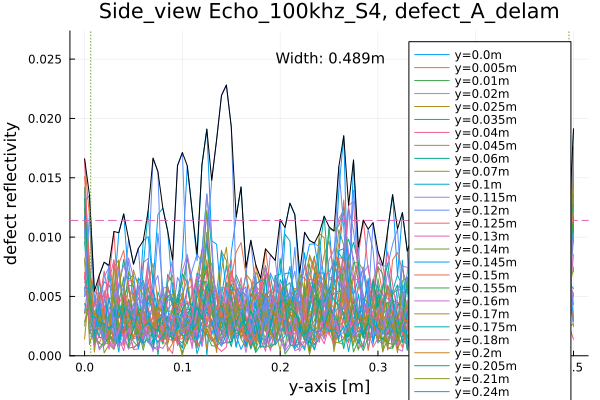 Side_view Echo_100khz_S4, defect_A_delam
Width: 0.489m
defect reflectivity
0.025
0.020
0.015
0.010
0.005
0.000
0.0
0.1
0.2
0.3
.5
y-axis [m]
y=0.0m
y=0.005m
y=0.01m
y=0.02m
y=0.025m
y=0.035m
y=0.04m
y=0.045m
y=0.06m
y=0.07m
y=0.1m
y=0.115m
y=0.12m
y=0.125m
y=0.13m
y=0.14m
y=0.145m
y=0.15m
y=0.155m
y=0.16m
y=0.17m
y=0.175m
y=0.18m
y=0.2m
y=0.205m
y=0.21m
y=0.24m